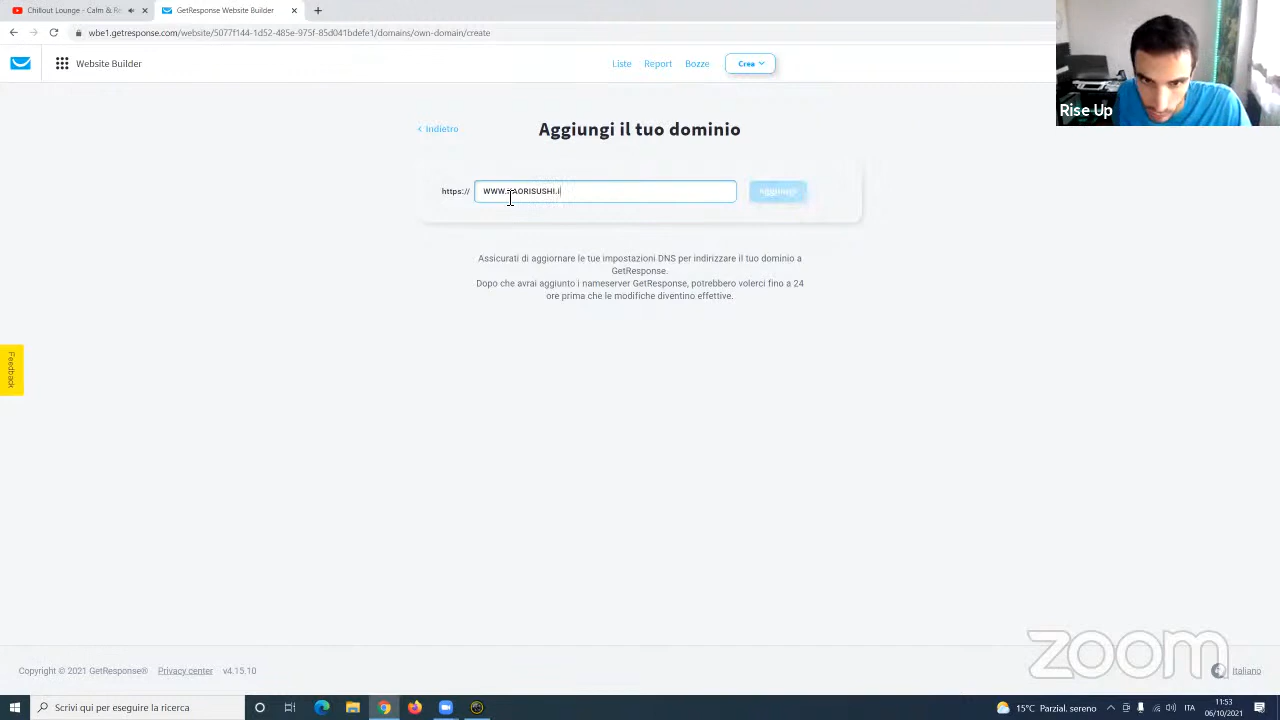 Chillout Lounge - Calm & Re
GetResponse Website Builder
wbe1.getresponse.com/website/5077f144-1d52-485e-975f-85d041bdefe1/domains/own-domain/create
Website Builder
Liste
Report
Bozze
Crea
Rise Up
Indietro
Aggiungi il tuo dominio
https://
Aggiungi
Assicurati di aggiornare le tue impostazioni DNS per indirizzare il tuo dominio a
GetResponse.
Dopo che avrai aggiunto i nameserver GetResponse, potrebbero volerci fino a 24
ore prima che le modifiche diventino effettive.
Feedback
zoom
Copyright © 2021 GetResponse®
Privacy center
v4.15.10
Italiano
Scrivi qui per eseguire la ricerca
15°C Parzial. sereno
ITA
11:53
06/10/2021